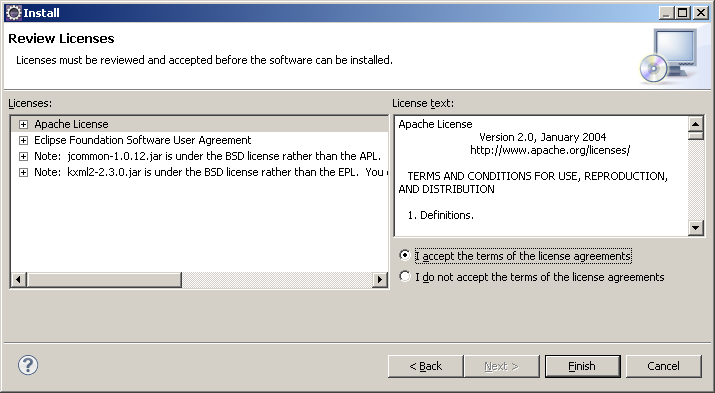 Install
Review Licenses
Licenses must be reviewed and accepted before the software can be installed.
Licenses:
Apache License
Eclipse Foundation Software User Agreement
Note:  jcommon-1.0.12.jar is under the BSD license rather than the APL.
Note:  kxml2-2.3.0.jar is under the BSD license rather than the EPL.  You
License text:
Apache License
Version 2.0, January 2004
http://www.apache.org/licenses/
TERMS AND CONDITIONS FOR USE, REPRODUCTION,
AND DISTRIBUTION
1. Definitions.
I accept the terms of the license agreements
I do not accept the terms of the license agreements
?
< Back
Next >
Finish
Cancel